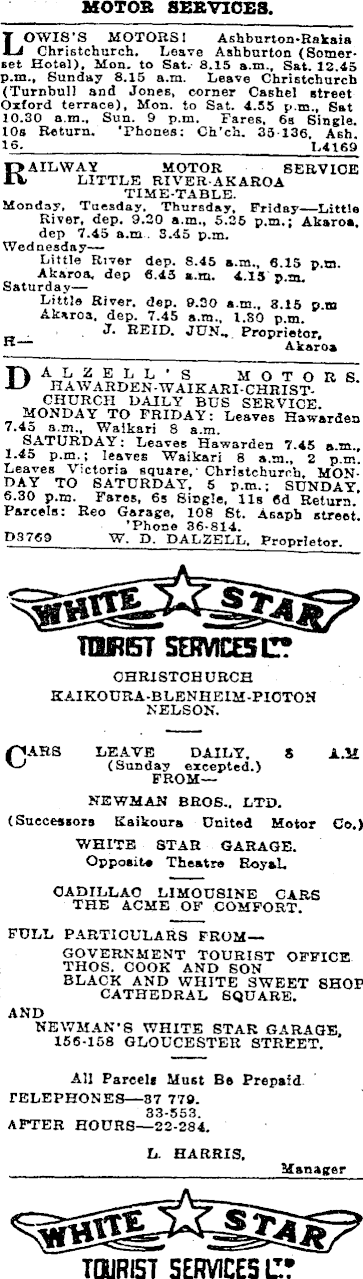 MOTOR SERVICES.
LOWIS'S MOTORS! Ashburton-Rakaia
Christchurch. Leave Ashburton (Somer-
set Hotel), Mon. to Sat. 8.15 a.m., Sat. 12.45
p.m., Sunday 8.15 a.m. Leave Christchurch
(Turnbull and Jones, corner Cashel street
Oxford terrace), Mon. to Sat. 4.55 p.m., Sat
10.30 a.m., Sun. 9 p.m. Fares, 6s Single.
10s Return. 'Phones: Ch'ch. 35-136, Ash.
16. L4169
RAILWAY MOTOR SERVICE
LITTLE RIVER-AKAROA
TIME-TABLE.
Monday, Tuesday, Thursday, Friday—Little
River, dep. 9.20 a.m., 5.25 p.m.; Akaroa,
dep 7.45 a.m. 3.45 p.m.
Wednesday—
Little River dep. 8.45 a.m., 6.15 p.m.
Akaroa, dep 6.45 a.m. 4.15 p.m.
Saturday—
Little River, dep. 9.20 a.m., 3.15 p.m
Akaroa, dep. 7.45 a.m., 1.30 p.m.
J. REID. JUN., Proprietor,
R— Akaroa
DALZELL'S MOTORS.
HAWARDEN-WAIKARI-CHRIST-
CHURCH DAILY BUS SERVICE.
MONDAY TO FRIDAY: Leaves Hawarden
7.45 a.m., Waikari 8 a.m.
SATURDAY: Leaves Hawarden 7.45 a.m.,
1.45 p.m.; leaves Waikari 8 a.m., 2 p.m.
Leaves Victoria square, Christchurch, MON-
DAY TO SATURDAY, 5 p.m.; SUNDAY,
6.30 p.m. Fares, 6s Single, 11s 6d Return.
Parcels: Reo Garage, 108 St. Asaph street.
'Phone 36-814.
D3769 W. D. DALZELL, Proprietor.
WHITE STAR
TOURIST SERVICES LTD.
CHRISTCHURCH
KAIKOURA-BLENHEIM-PICTON
NELSON.
CARS LEAVE DAILY, 8 A.M
(Sunday excepted.)
FROM—
NEWMAN BROS., LTD.
(Successors Kaikoura United Motor Co.)
WHITE STAR GARAGE.
Opposite Theatre Royal.
CADILLAC LIMOUSINE CARS
THE ACME OF COMFORT.
FULL PARTICULARS FROM—
GOVERNMENT TOURIST OFFICE
THOS. COOK AND SON
BLACK AND WHITE SWEET SHOP
CATHEDRAL SQUARE.
AND
NEWMAN'S WHITE STAR GARAGE,
156-158 GLOUCESTER STREET.
All Parcels Must Be Prepaid.
TELEPHONES—37 779.
33-553.
AFTER HOURS—22-284.
L. HARRIS,
Manager
WHITE STAR
TOURIST SERVICES LTD.